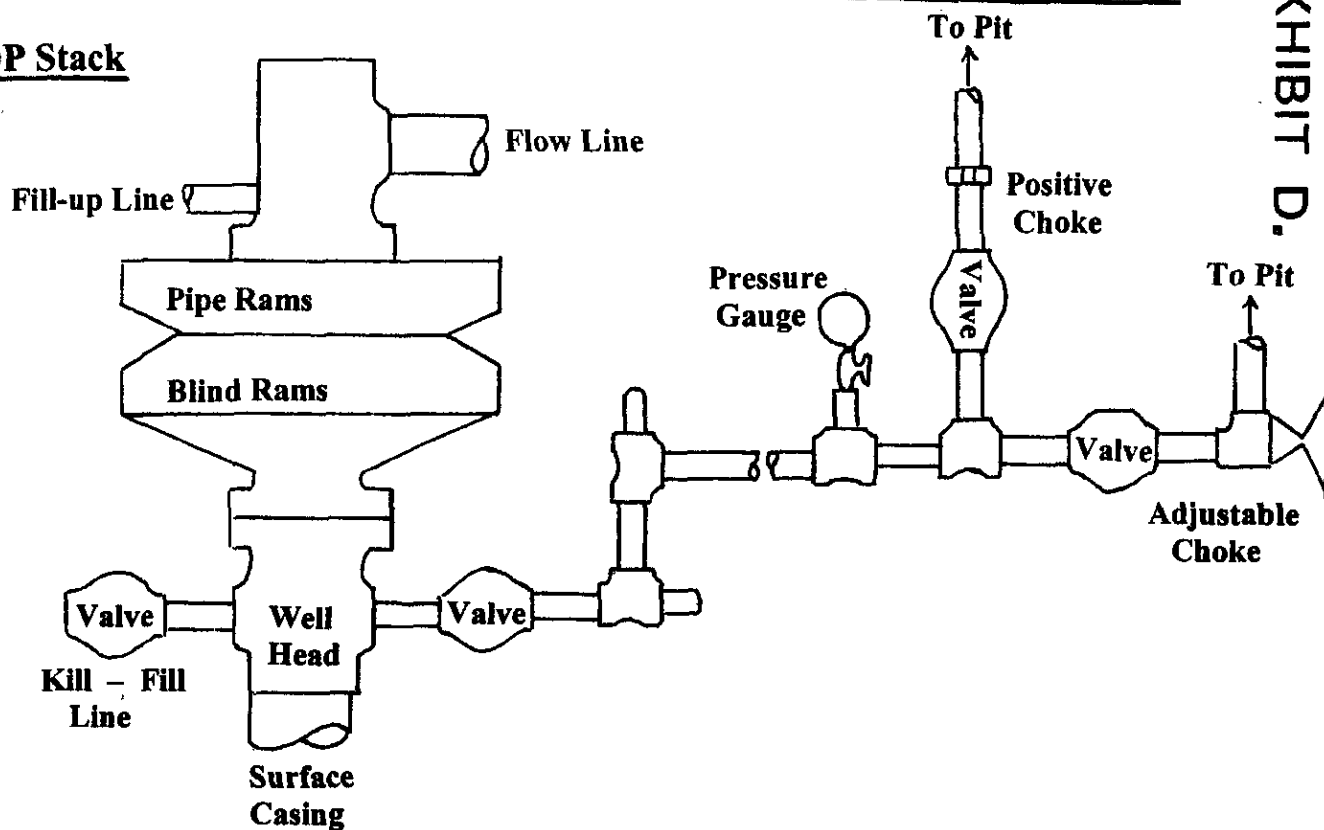 To Pit
P Stack
Flow Line
Fill-up Line
Positive
Choke
EXHIBIT D.
Pipe Rams
Pressure
Gauge
Valve
To Pit
Blind Rams
Valve
Adjustable
Choke
Valve
Well
Head
Valve
Kill – Fill
Line
Surface
Casing